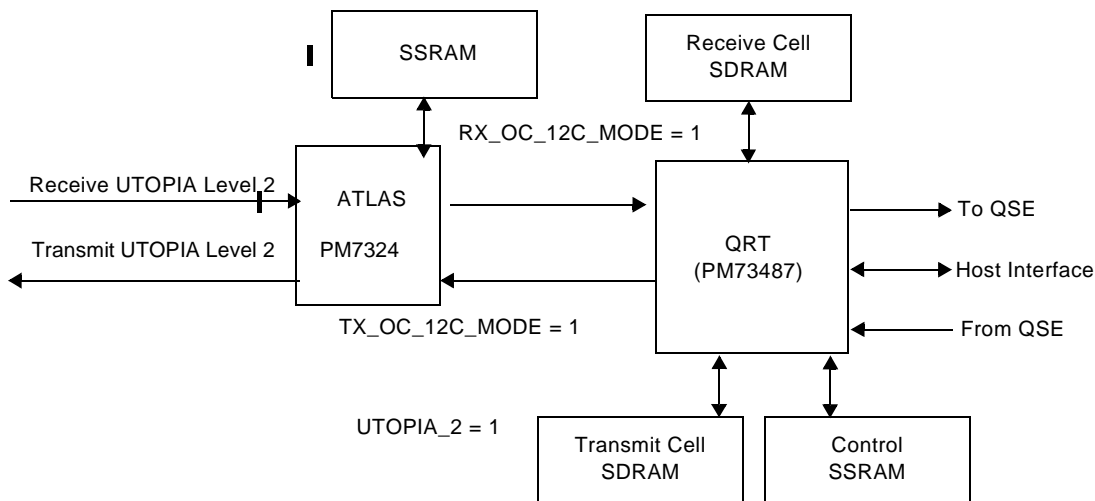 SSRAM
Receive Cell
SDRAM
RX_OC_12C_MODE = 1
Receive UTOPIA Level 2
ATLAS
To QSE
Transmit UTOPIA Level 2
PM7324
QRT
(PM73487)
Host Interface
TX_OC_12C_MODE = 1
From QSE
UTOPIA_2 = 1
Transmit Cell
SDRAM
Control
SSRAM